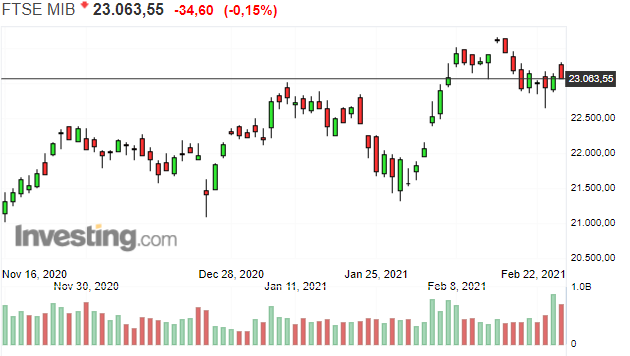 FTSE MIB 23.063,55 -34,60 (-0,15%)
23.063,55
22.500,00
22.000,00
21.500,00
21.000,00
20.500,00
Investing.com
Nov 16, 2020 Dec 28, 2020 Jan 25, 2021 Feb 22, 2021
Nov 30, 2020 Jan 11, 2021 Feb 8, 2021
1.0B
0